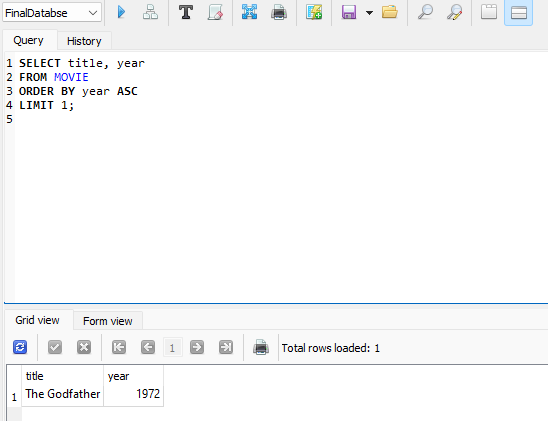 FinalDatabse
Query History
1 SELECT title, year
2 FROM MOVIE
3 ORDER BY year ASC
4 LIMIT 1;
5
Grid view Form view
1 Total rows loaded: 1
title year
1 The Godfather 1972